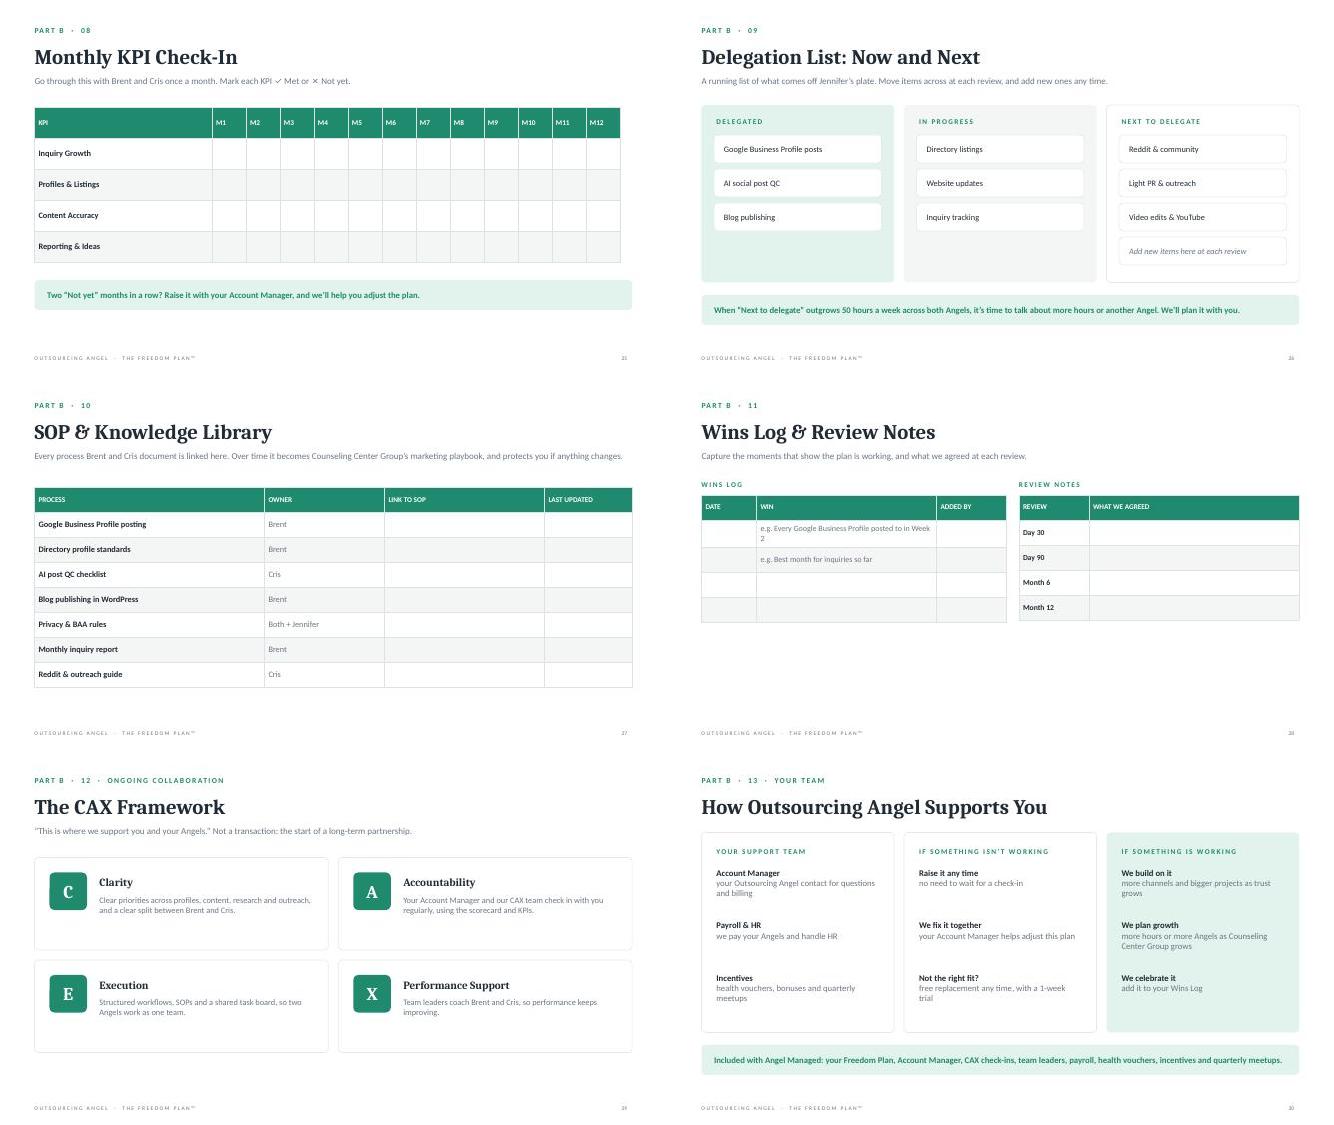 PART B · 08
Monthly KPI Check-In
Go through this with Brent and Cris once a month. Mark each KPI ✓ Met or ✕ Not yet.
KPI M1 M2 M3 M4 M5 M6 M7 M8 M9 M10 M11 M12
Inquiry Growth
Profiles & Listings
Content Accuracy
Reporting & Ideas
Two “Not yet” months in a row? Raise it with your Account Manager, and we’ll help you adjust the plan.
OUTSOURCING ANGEL · THE FREEDOM PLAN™ 25
PART B · 09
Delegation List: Now and Next
A running list of what comes off Jennifer’s plate. Move items across at each review, and add new ones any time.
DELEGATED
Google Business Profile posts
AI social post QC
Blog publishing
IN PROGRESS
Directory listings
Website updates
Inquiry tracking
NEXT TO DELEGATE
Reddit & community
Light PR & outreach
Video edits & YouTube
Add new items here at each review
When “Next to delegate” outgrows 50 hours a week across both Angels, it’s time to talk about more hours or another Angel. We’ll plan it with you.
OUTSOURCING ANGEL · THE FREEDOM PLAN™ 26
PART B · 10
SOP & Knowledge Library
Every process Brent and Cris document is linked here. Over time it becomes Counseling Center Group’s marketing playbook, and protects you if anything changes.
PROCESS OWNER LINK TO SOP LAST UPDATED
Google Business Profile posting Brent
Directory profile standards Brent
AI post QC checklist Cris
Blog publishing in WordPress Brent
Privacy & BAA rules Both + Jennifer
Monthly inquiry report Brent
Reddit & outreach guide Cris
OUTSOURCING ANGEL · THE FREEDOM PLAN™ 27
PART B · 11
Wins Log & Review Notes
Capture the moments that show the plan is working, and what we agreed at each review.
WINS LOG
DATE WIN ADDED BY
e.g. Every Google Business Profile posted to in Week
2
e.g. Best month for inquiries so far
REVIEW NOTES
REVIEW WHAT WE AGREED
Day 30
Day 90
Month 6
Month 12
OUTSOURCING ANGEL · THE FREEDOM PLAN™ 28
PART B · 12 · ONGOING COLLABORATION
The CAX Framework
“This is where we support you and your Angels.” Not a transaction: the start of a long-term partnership.
C
Clarity
Clear priorities across profiles, content, research and outreach,
and a clear split between Brent and Cris.
A
Accountability
Your Account Manager and our CAX team check in with you
regularly, using the scorecard and KPIs.
E
Execution
Structured workflows, SOPs and a shared task board, so two
Angels work as one team.
X
Performance Support
Team leaders coach Brent and Cris, so performance keeps
improving.
OUTSOURCING ANGEL · THE FREEDOM PLAN™ 29
PART B · 13 · YOUR TEAM
How Outsourcing Angel Supports You
YOUR SUPPORT TEAM
Account Manager
your Outsourcing Angel contact for questions
and billing
Payroll & HR
we pay your Angels and handle HR
Incentives
health vouchers, bonuses and quarterly
meetups
IF SOMETHING ISN’T WORKING
Raise it any time
no need to wait for a check-in
We fix it together
your Account Manager helps adjust this plan
Not the right fit?
free replacement any time, with a 1-week
trial
IF SOMETHING IS WORKING
We build on it
more channels and bigger projects as trust
grows
We plan growth
more hours or more Angels as Counseling
Center Group grows
We celebrate it
add it to your Wins Log
Included with Angel Managed: your Freedom Plan, Account Manager, CAX check-ins, team leaders, payroll, health vouchers, incentives and quarterly meetups.
OUTSOURCING ANGEL · THE FREEDOM PLAN™ 30